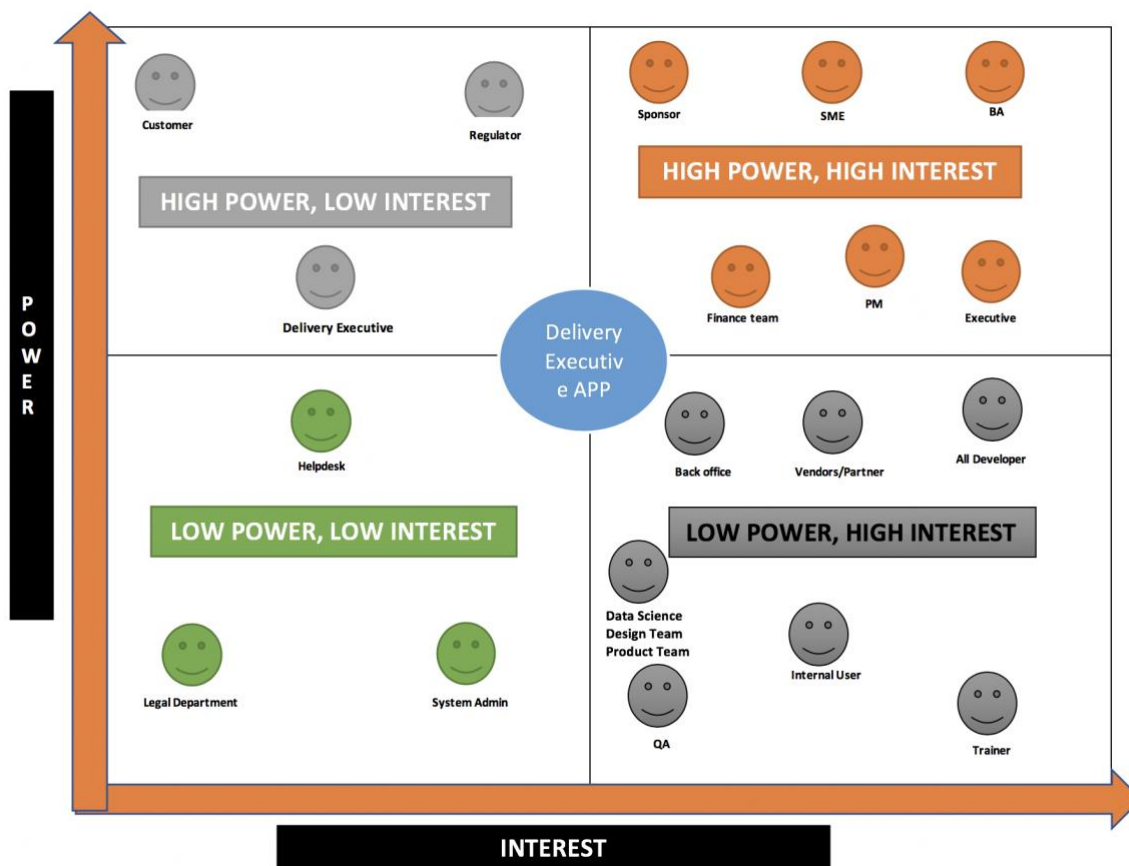 Customer
Regulator
HIGH POWER, LOW INTEREST
Delivery Executive
Sponsor
SME
BA
HIGH POWER, HIGH INTEREST
Finance team
PM
Executive
P
O
W
E
R
Delivery
Executiv
e APP
Helpdesk
LOW POWER, LOW INTEREST
Legal Department
System Admin
Back office
Vendors/Partner
All Developer
LOW POWER, HIGH INTEREST
Data Science
Design Team
Product Team
Internal User
QA
Trainer
INTEREST